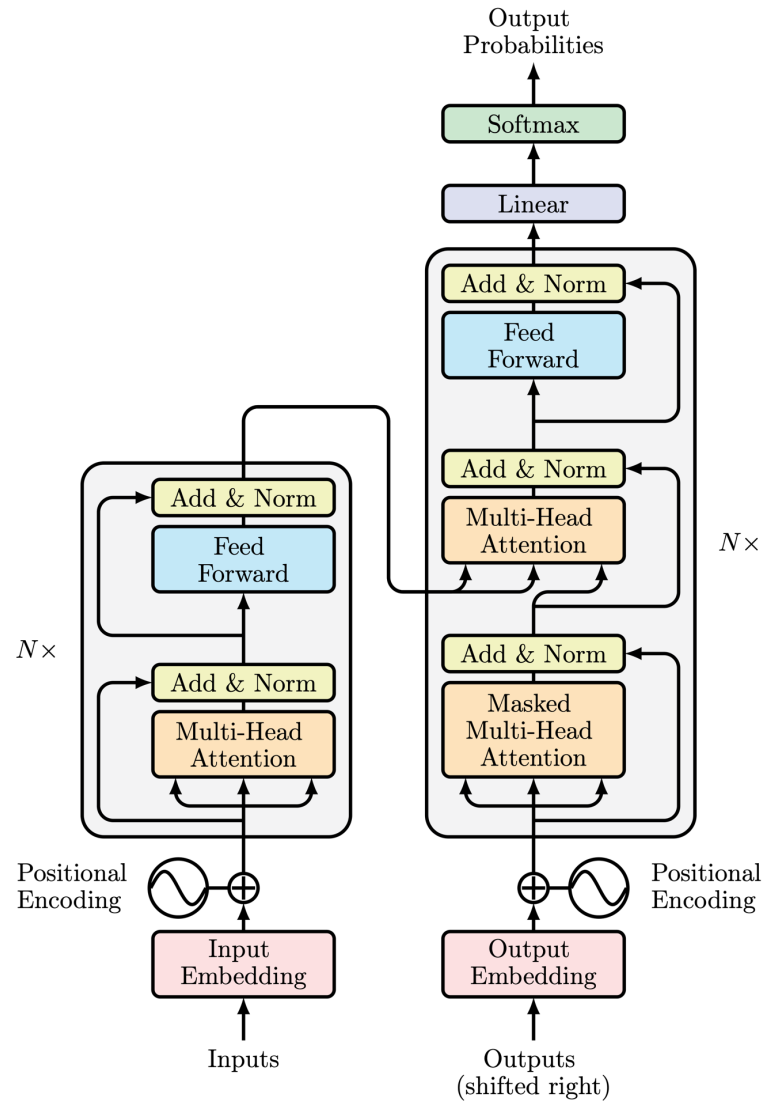 Output
Probabilities
Softmax
Linear
Add & Norm
Feed
Forward
Add & Norm
Multi-Head
Attention
N×
Add & Norm
Masked
Multi-Head
Attention
Add & Norm
Feed
Forward
N×
Add & Norm
Multi-Head
Attention
Positional
Encoding
Positional
Encoding
Input
Embedding
Output
Embedding
Inputs
Outputs
(shifted right)